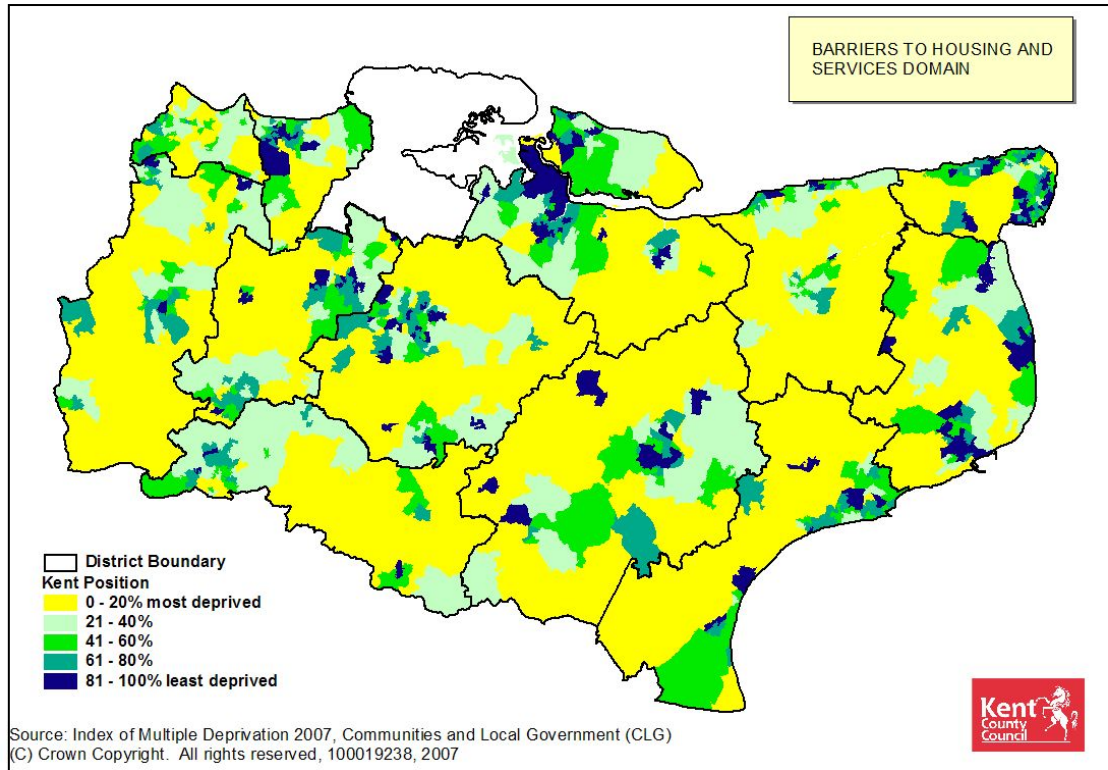 BARRIERS TO HOUSING AND
SERVICES DOMAIN
District Boundary
Kent Position
0 - 20% most deprived
21 - 40%
41 - 60%
61 - 80%
81 - 100% least deprived
Source: Index of Multiple Deprivation 2007, Communities and Local Government (CLG)
(C) Crown Copyright. All rights reserved, 100019238, 2007
Kent
County
Council